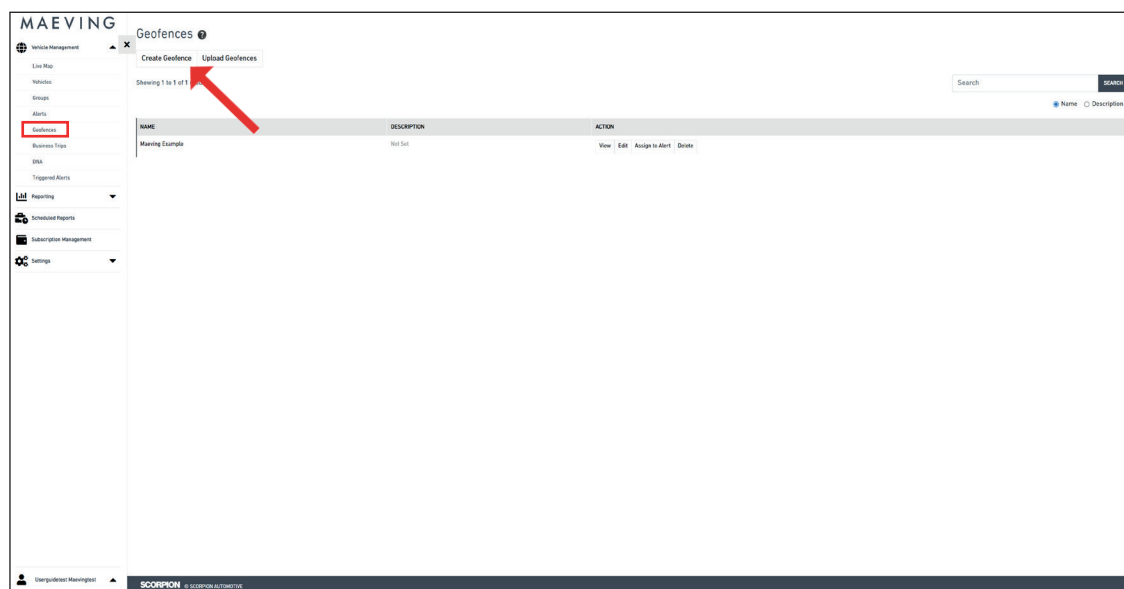 MAEVING
Vehicle Management
Live Map
Vehicles
Groups
Alerts
Geofences
Business Trips
DNA
Triggered Alerts
Reporting
Scheduled Reports
Subscription Management
Settings
Userguidetest Maevingtest
Geofences ?
Create Geofence Upload Geofences
Showing 1 to 1 of 1
Search SEARCH
Name Description
NAME DESCRIPTION ACTION
Maeving Example Not Set View Edit Assign to Alert Delete
SCORPION © SCORPION AUTOMOTIVE